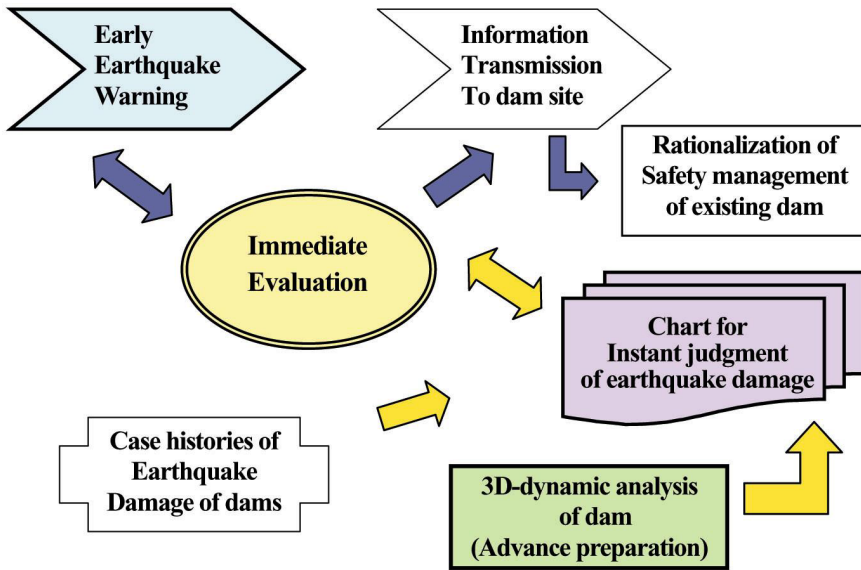 Early
Earthquake
Warning
Information
Transmission
To dam site
Rationalization of
Safety management
of existing dam
Immediate
Evaluation
Chart for
Instant judgment
of earthquake damage
Case histories of
Earthquake
Damage of dams
3D-dynamic analysis
of dam
(Advance preparation)